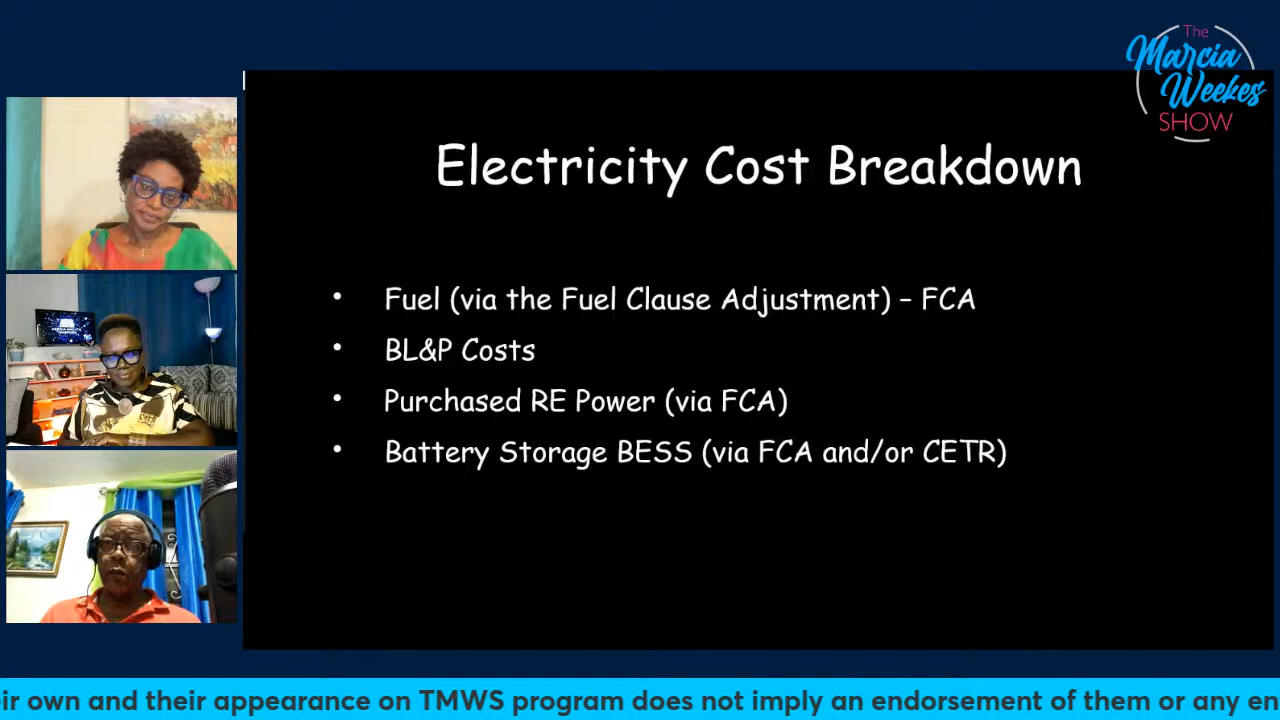 The
Marcia
Weekes
SHOW
Electricity Cost Breakdown
• Fuel (via the Fuel Clause Adjustment) – FCA
• BL&P Costs
• Purchased RE Power (via FCA)
• Battery Storage BESS (via FCA and/or CETR)
eir own and their appearance on TMWS program does not imply an endorsement of them or any en